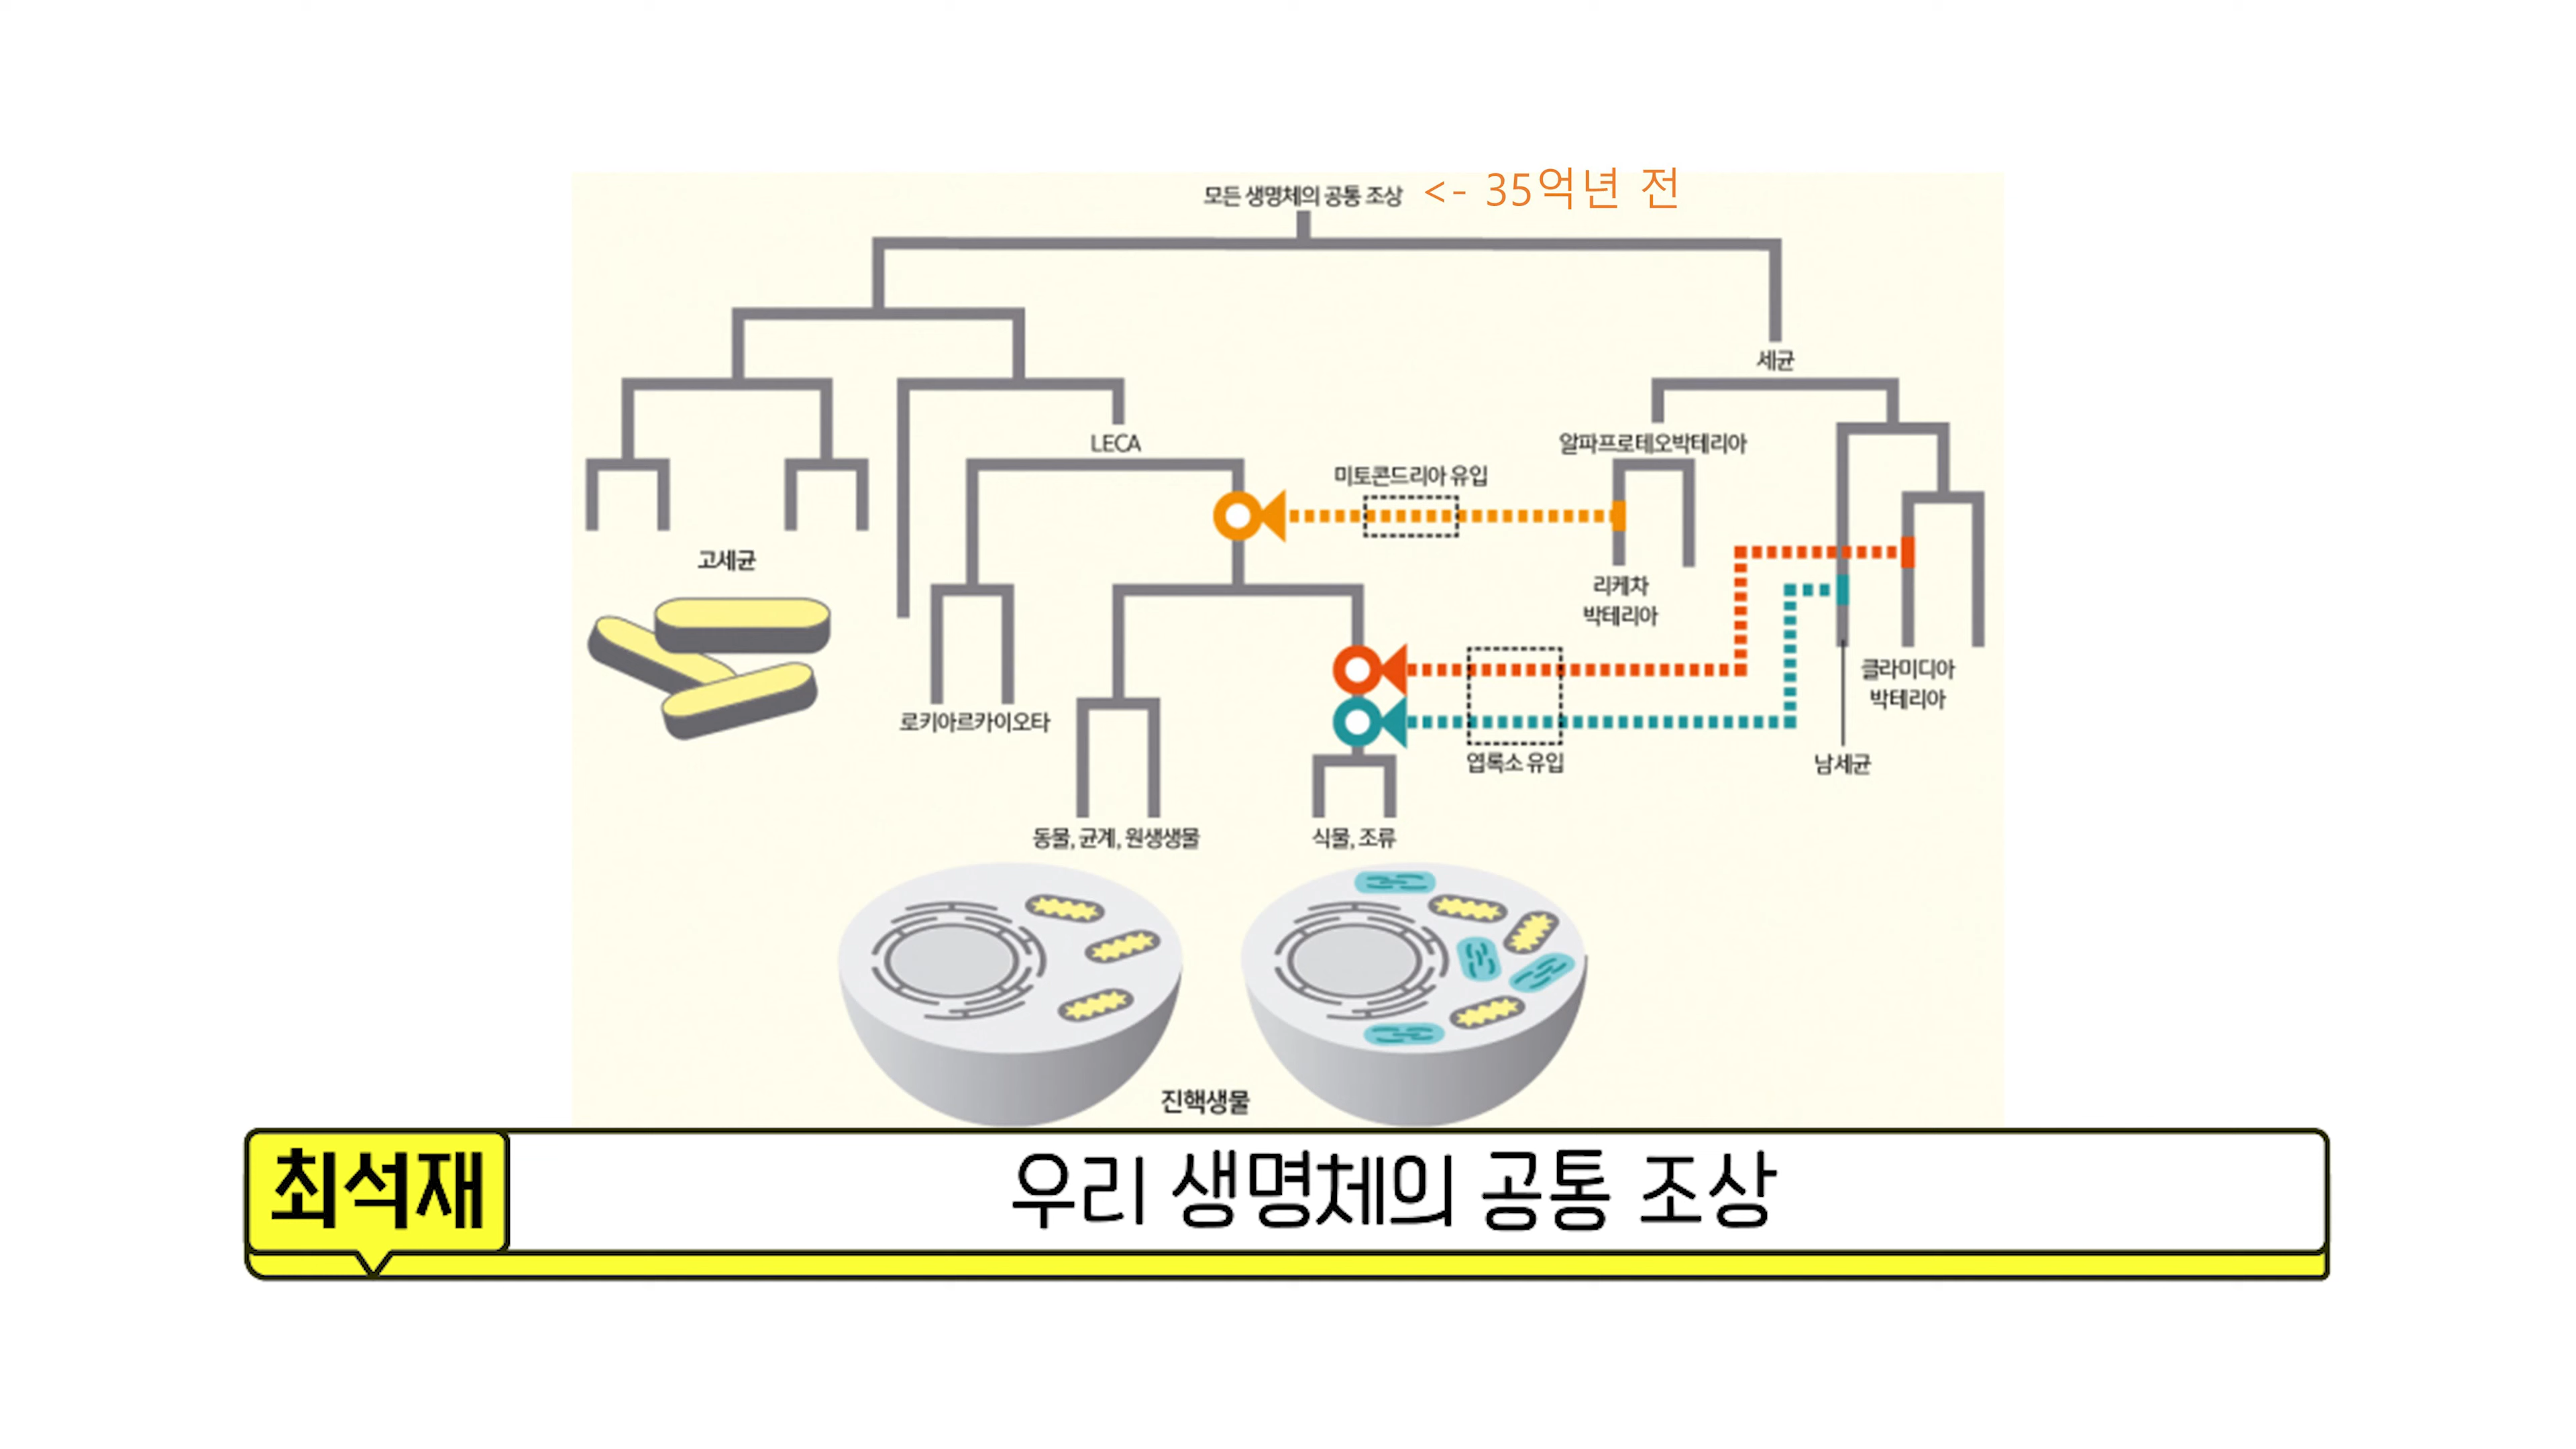 모든 생명체의 공통 조상 <- 35억년 전
세균
LECA
알파프로테오박테리아
미토콘드리아 유입
고세균
리케차
박테리아
클라미디아
박테리아
로키아르카이오타
엽록소 유입
남세균
동물, 균계, 원생생물
식물, 조류
진핵생물
최석재
우리 생명체의 공통 조상